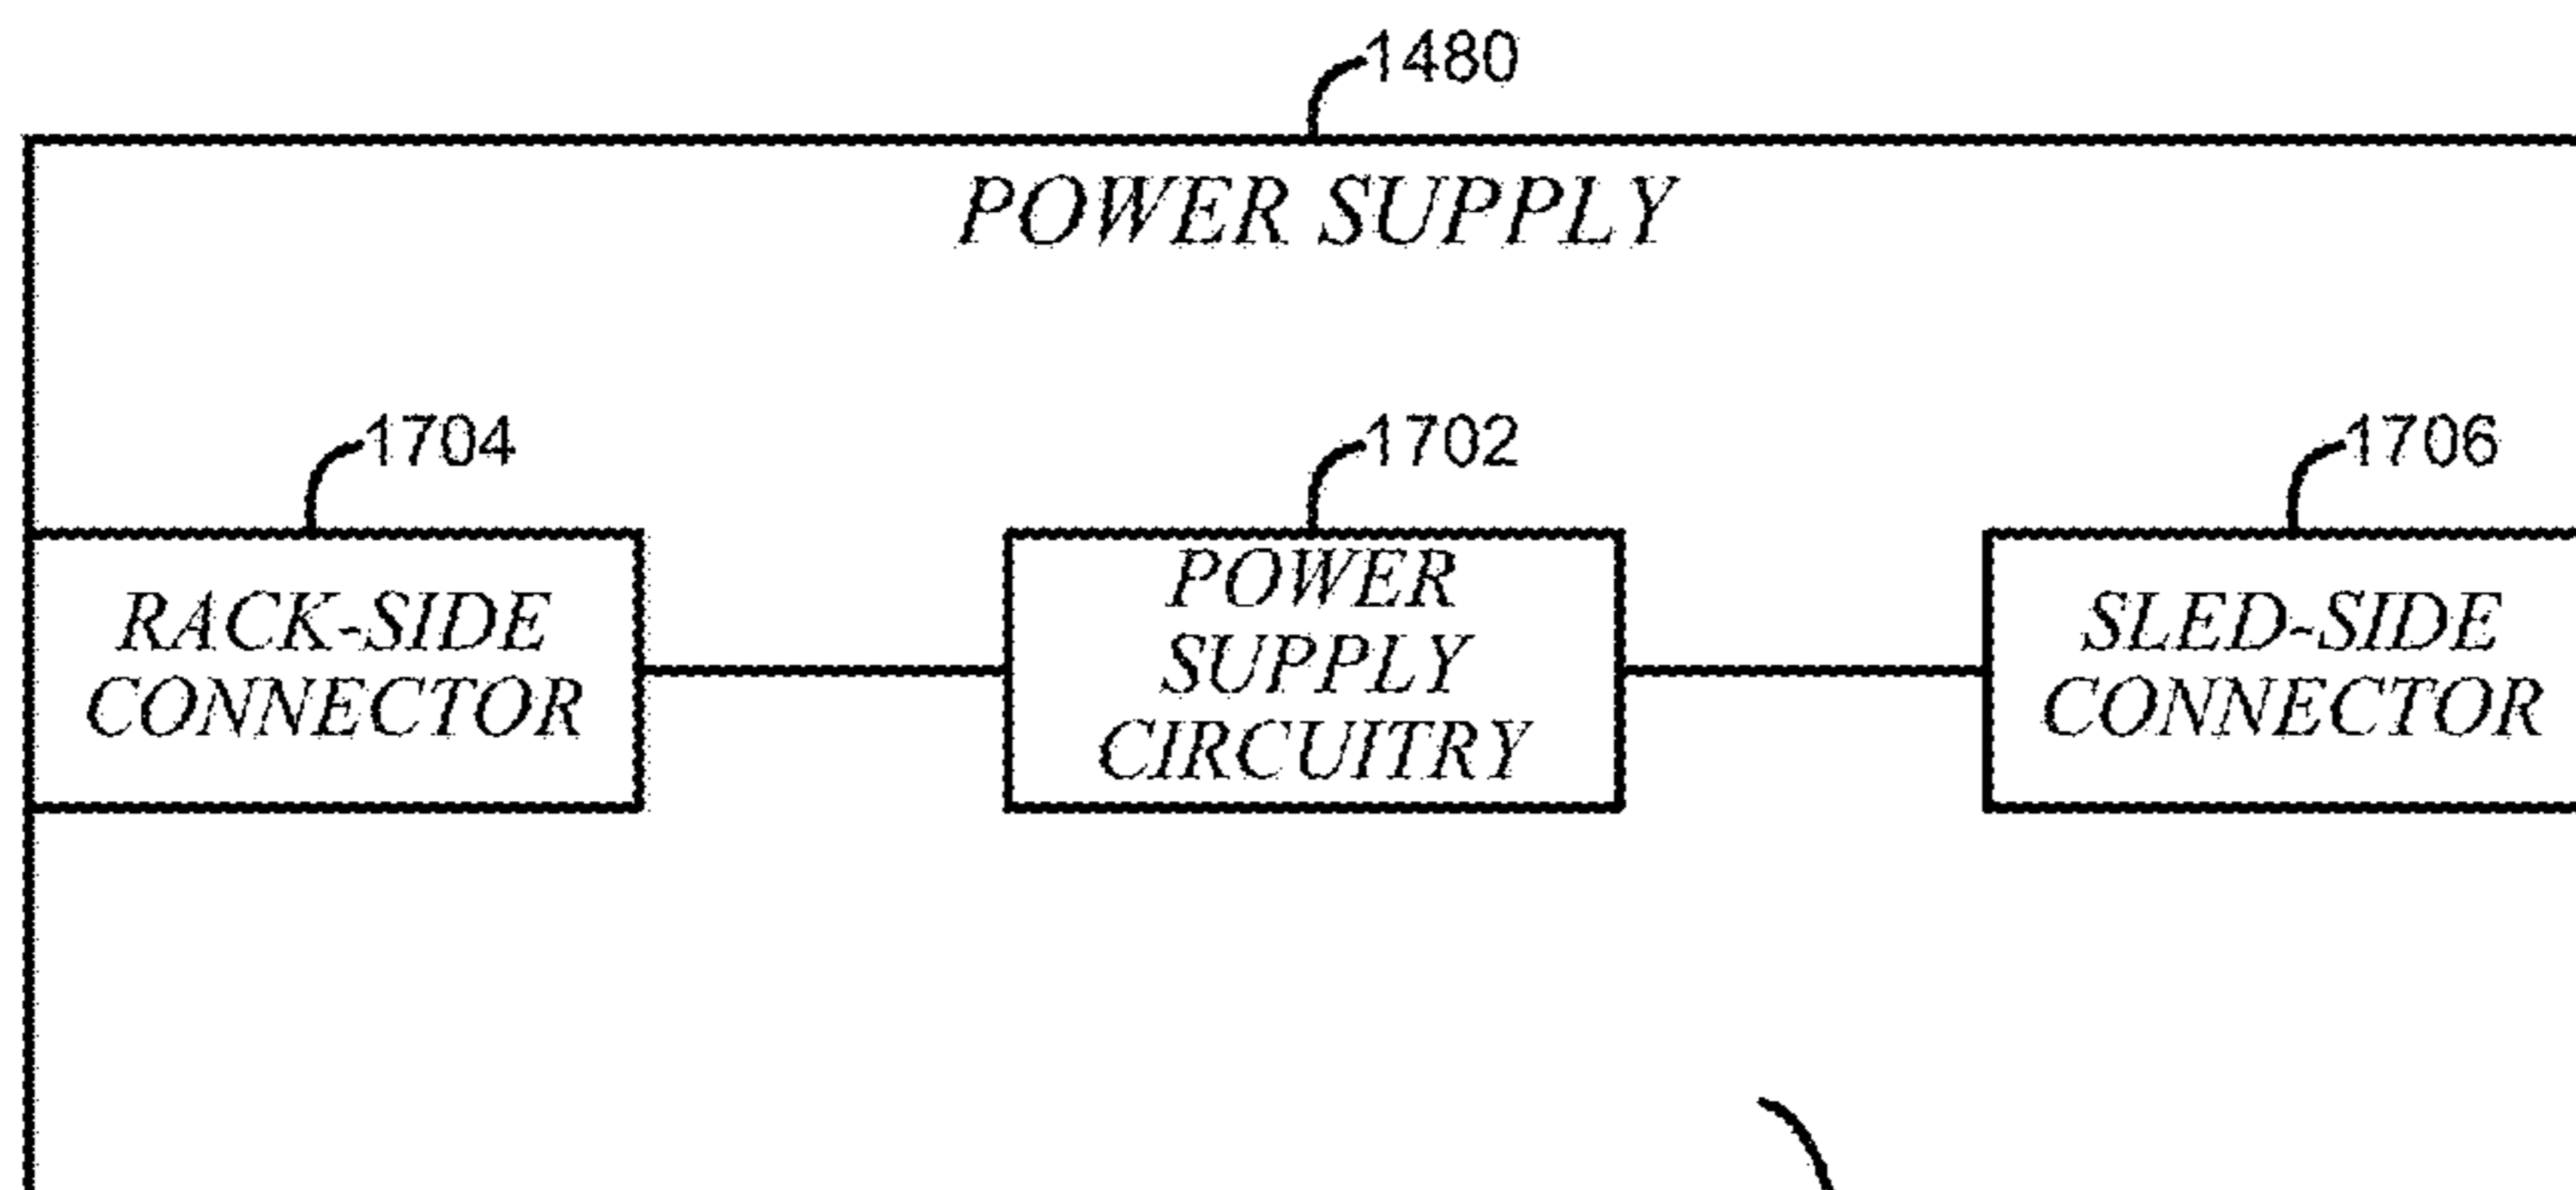 1480
POWER SUPPLY
1704
1702
1706
RACK-SIDE
CONNECTOR
POWER
SUPPLY
CIRCUITRY
SLED-SIDE
CONNECTOR